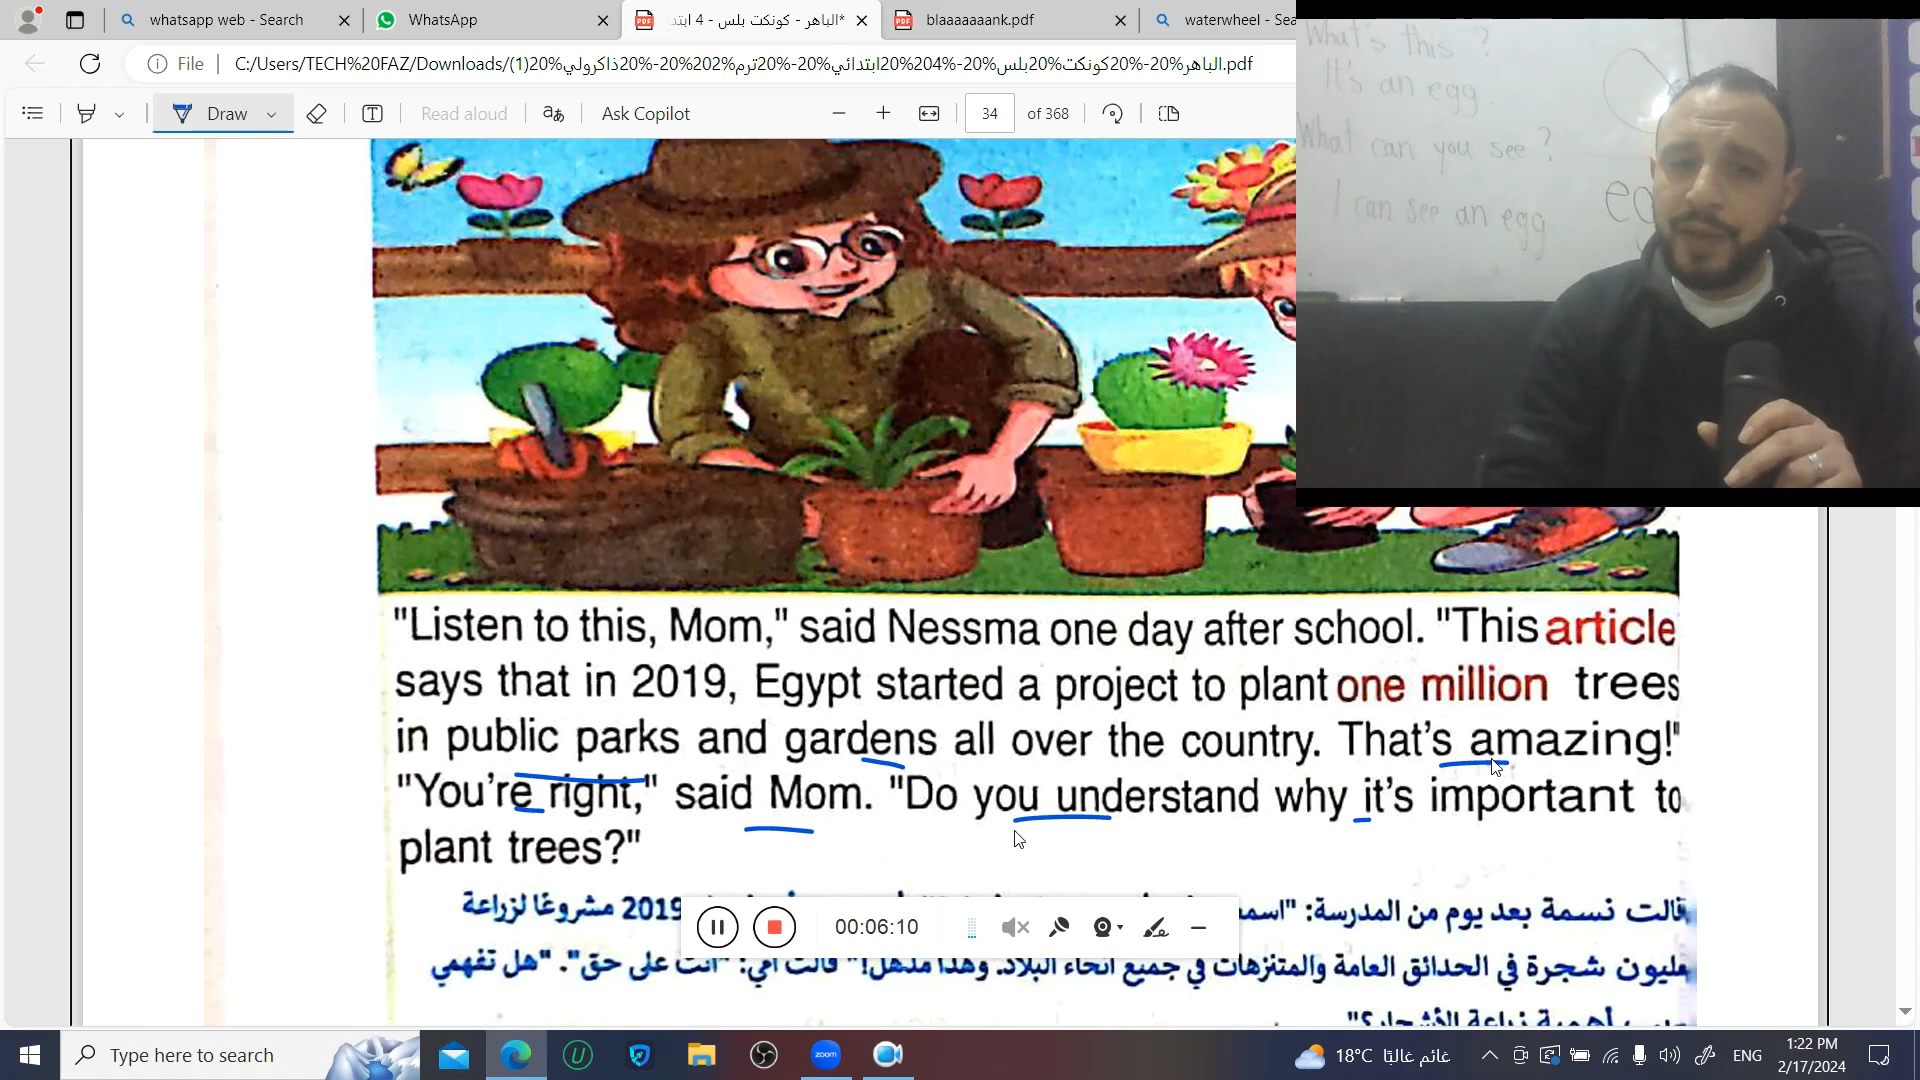 whatsapp web - Search
WhatsApp
الباهر - كونكت بلس - 4 ابتدا*
blaaaaaaank.pdf
waterwheel - Sea
File
C:/Users/TECH%20FAZ/Downloads/(1)20%الباهر%20-%20كونكت%20بلس%20-%204%20ابتدائي%20-%20ترم%202%20-%20ذاكرولي.pdf
Draw
Read aloud
Ask Copilot
34
of 368
What's this ?
It's an egg.
What can you see ?
I can see an egg
"Listen to this, Mom," said Nessma one day after school. "This article
says that in 2019, Egypt started a project to plant one million trees
in public parks and gardens all over the country. That's amazing!"
"You're right," said Mom. "Do you understand why it's important to
plant trees?"
قالت نسمة بعد يوم من المدرسة: 2019 مشروعًا لزراعة
مليون شجرة في الحدائق العامة والمتنزهات في جميع أنحاء البلاد. وهذا مذهل!" قالت أمي: "أنت على حق". "هل تفهمي
أهمية زراعة الأشجار؟"
00:06:10
Type here to search
zoom
18°C غائم غالبًا
ENG
1:22 PM
2/17/2024